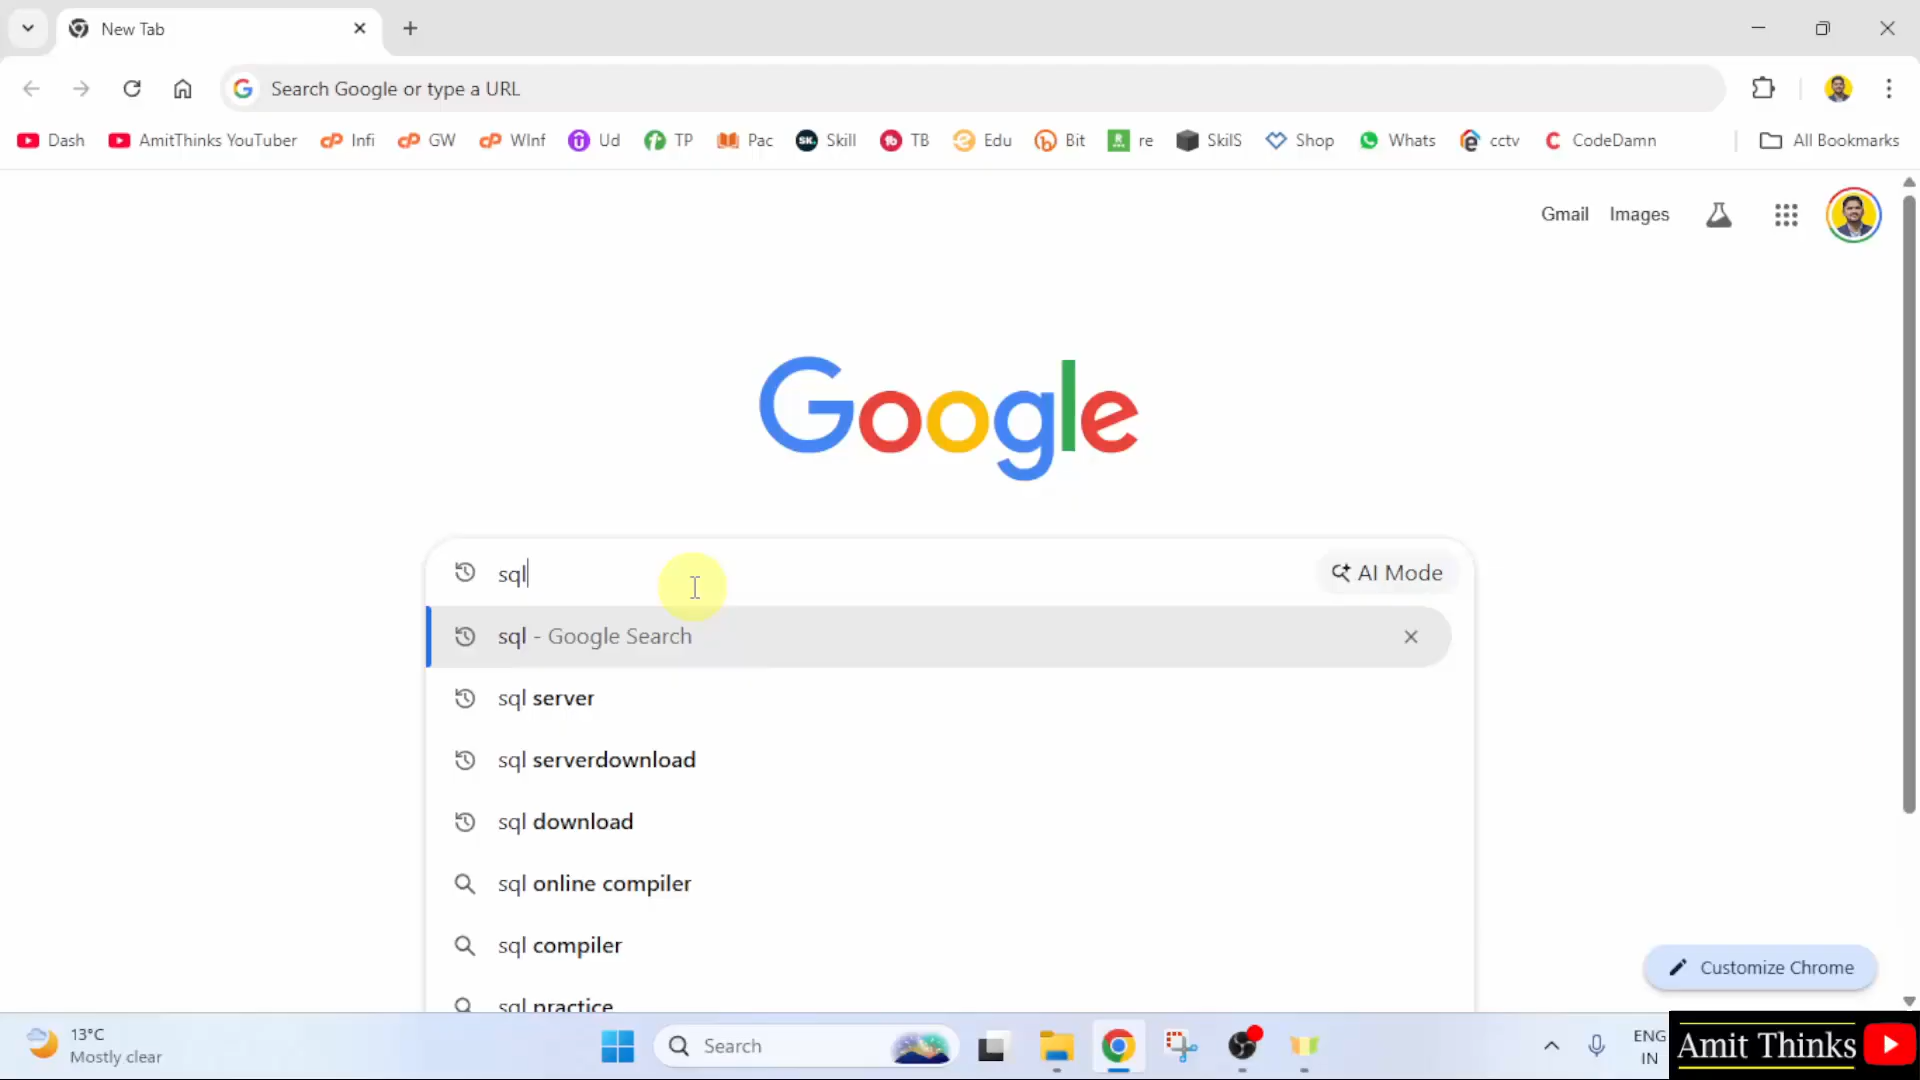 New Tab
Search Google or type a URL
Dash AmitThinks YouTuber Infi GW WInf Ud TP Pac Skill TB Edu Bit re SkilS Shop Whats cctv CodeDamn All Bookmarks
Gmail Images
Google
sql AI Mode
sql - Google Search
sql server
sql serverdownload
sql download
sql online compiler
sql compiler
sql practice
Customize Chrome
13°C
Mostly clear
Search
ENG
IN
Amit Thinks